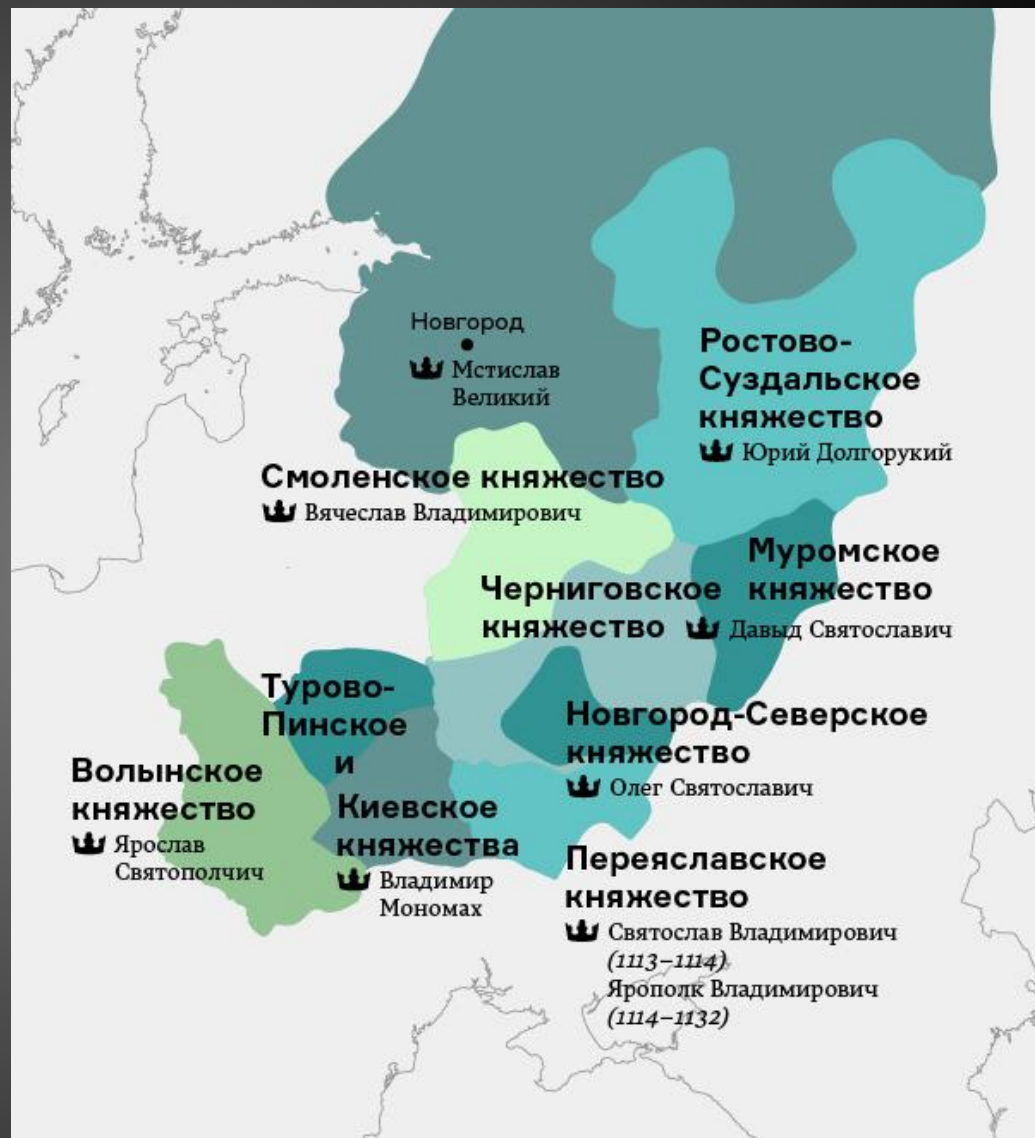 Новгород
Мстислав
Великий
Ростово-
Суздальское
княжество
Юрий Долгорукий
Смоленское княжество
Вячеслав Владимирович
Муромское
княжество
Давыд Святославич
Черниговское
княжество
Турово-
Пинское
и
Киевское
княжества
Владимир
Мономах
Новгород-Северское
княжество
Олег Святославич
Волынское
княжество
Ярослав
Святополчич
Переяславское
княжество
Святослав Владимирович
(1113–1114)
Ярополк Владимирович
(1114–1132)